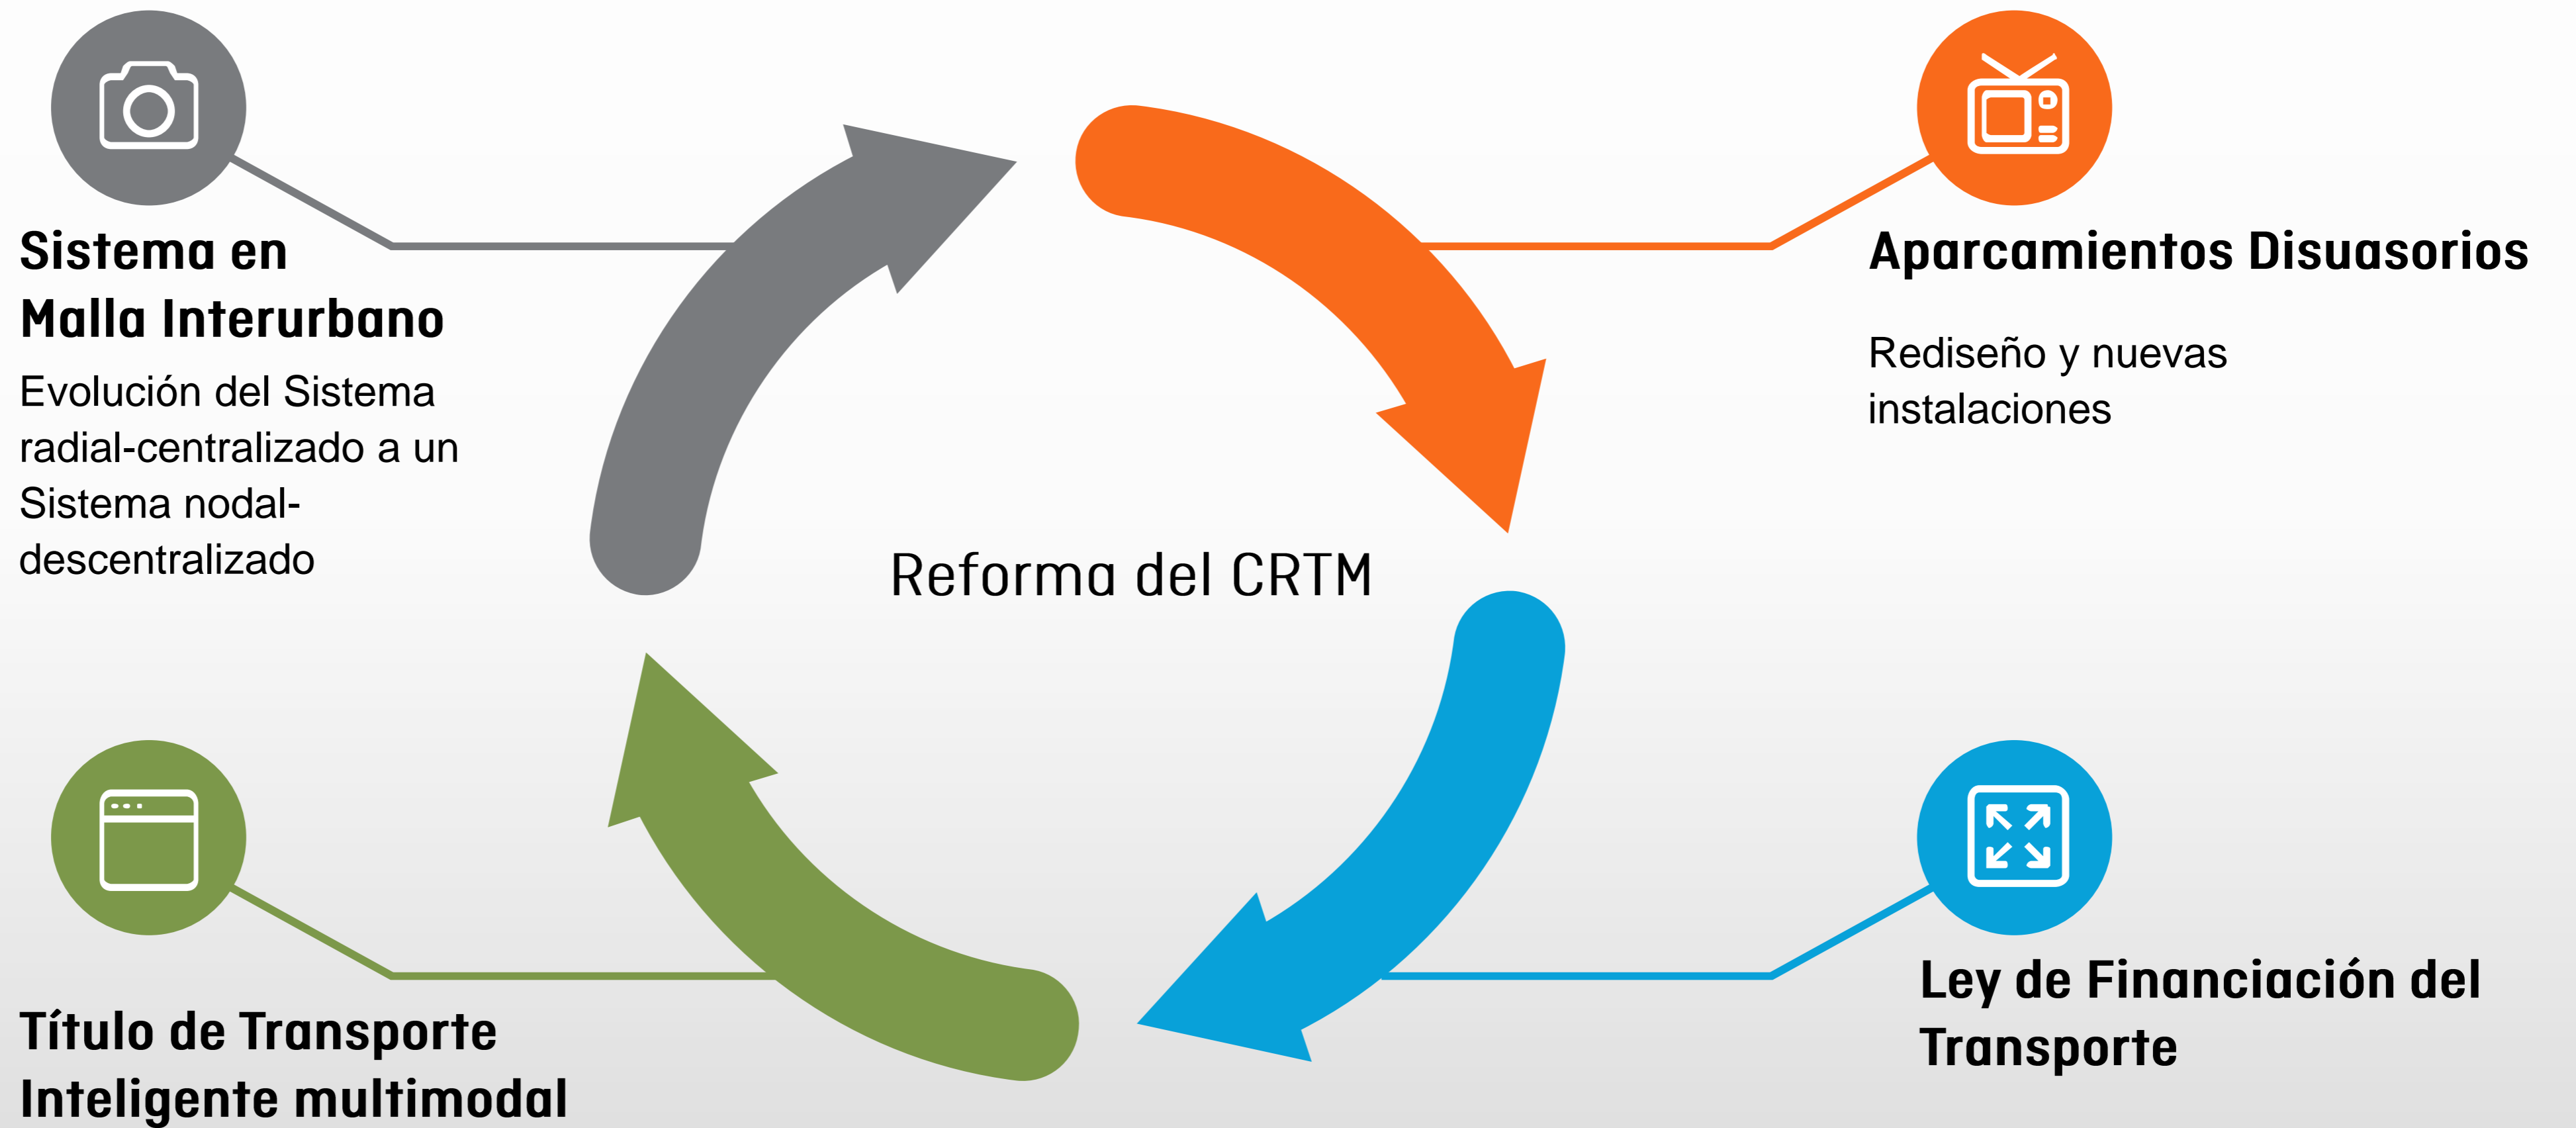 Sistema en
Malla Interurbano
Evolución del Sistema
radial-centralizado a un
Sistema nodal-
descentralizado
Aparcamientos Disuasorios
Rediseño y nuevas
instalaciones
Reforma del CRTM
Título de Transporte
Inteligente multimodal
Ley de Financiación del
Transporte